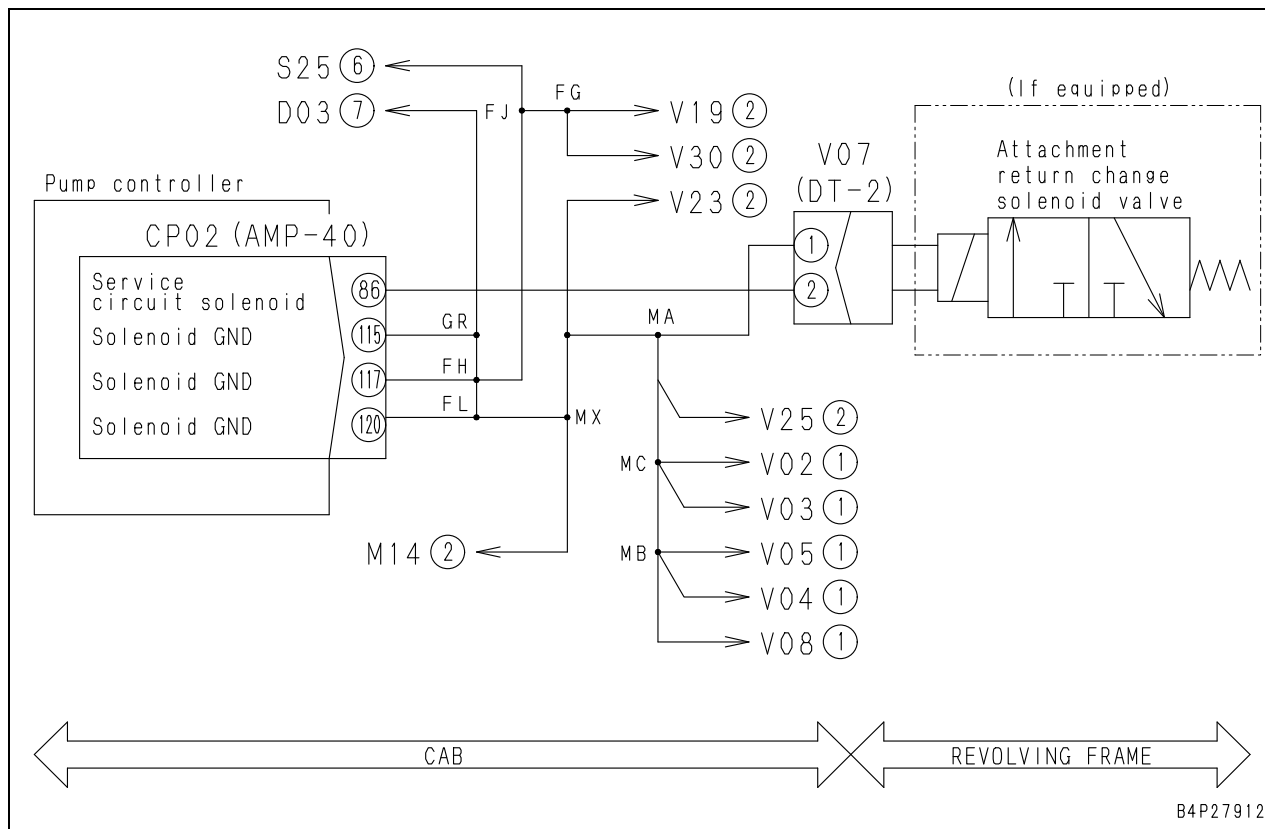 S25 6
D03 7
FJ
FG
V19 2
V30 2
V23 2
(If equipped)
V07
(DT-2)
Attachment
return change
solenoid valve
Pump controller
CP02 (AMP-40)
Service
circuit solenoid
86
Solenoid GND
115
GR
Solenoid GND
117
FH
Solenoid GND
120
FL
MX
1
2
MA
V25 2
MC
V02 1
V03 1
M14 2
MB
V05 1
V04 1
V08 1
CAB
REVOLVING FRAME
B4P27912